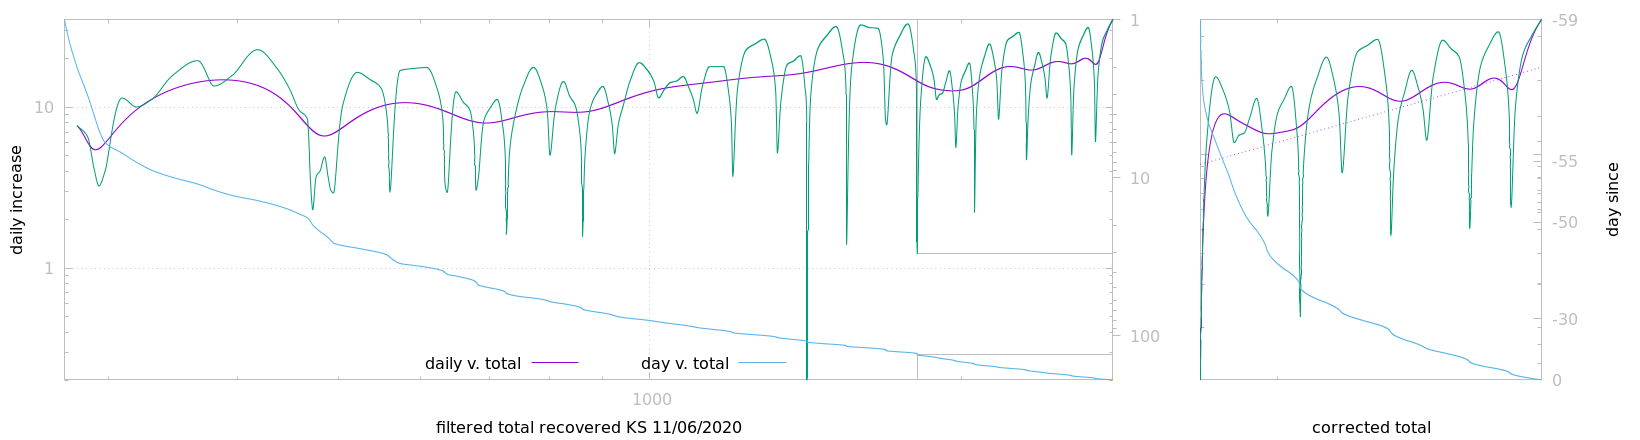 1
-59
10
daily increase
-55
10
day since
-50
1
-30
100
daily v. total
day v. total
0
1000
filtered total recovered KS 11/06/2020
corrected total